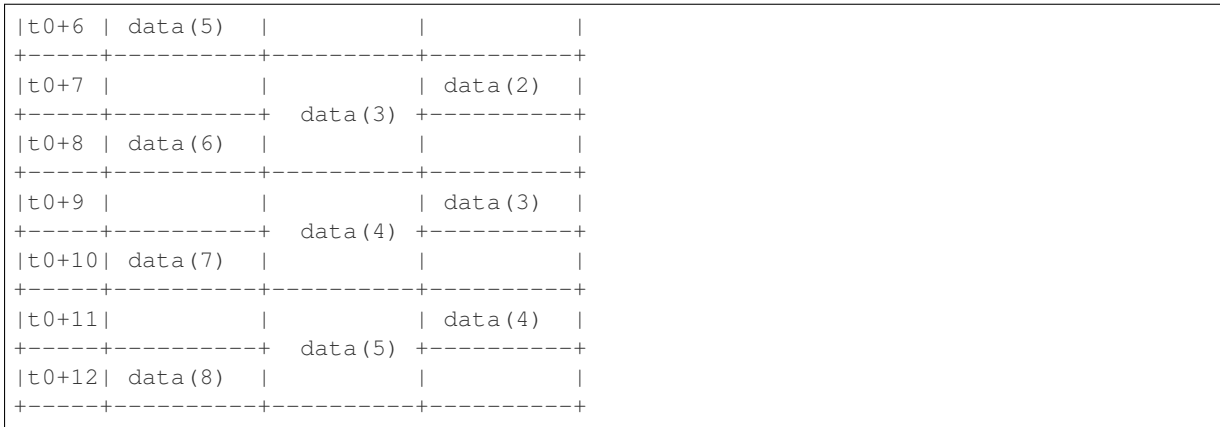 |t0+6 | data(5)  |          |          |
+-----+----------+----------+----------+
|t0+7 |          |          | data(2)  |
+-----+----------+  data(3) +----------+
|t0+8 | data(6)  |          |          |
+-----+----------+----------+----------+
|t0+9 |          |          | data(3)  |
+-----+----------+  data(4) +----------+
|t0+10| data(7)  |          |          |
+-----+----------+----------+----------+
|t0+11|          |          | data(4)  |
+-----+----------+  data(5) +----------+
|t0+12| data(8)  |          |          |
+-----+----------+----------+----------+